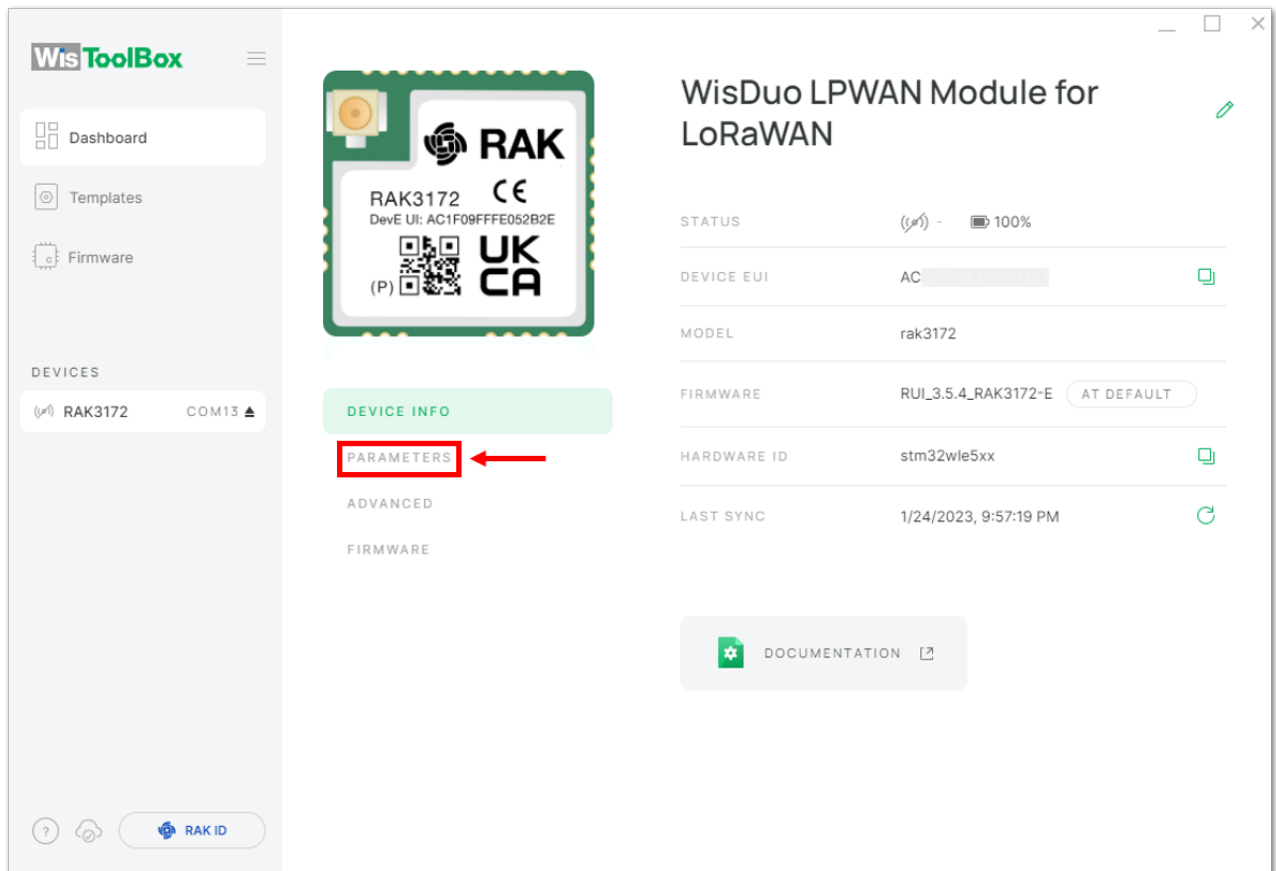 WisToolBox
Dashboard
Templates
Firmware
DEVICES
RAK3172 COM13
?
RAK ID
RAK
RAK3172
DevE UI: AC1F09FFFE052B2E
(P)
UK
CA
DEVICE INFO
PARAMETERS
ADVANCED
FIRMWARE
WisDuo LPWAN Module for
LoRaWAN
STATUS - 100%
DEVICE EUI AC
MODEL rak3172
FIRMWARE RUI_3.5.4_RAK3172-E AT DEFAULT
HARDWARE ID stm32wle5xx
LAST SYNC 1/24/2023, 9:57:19 PM
DOCUMENTATION